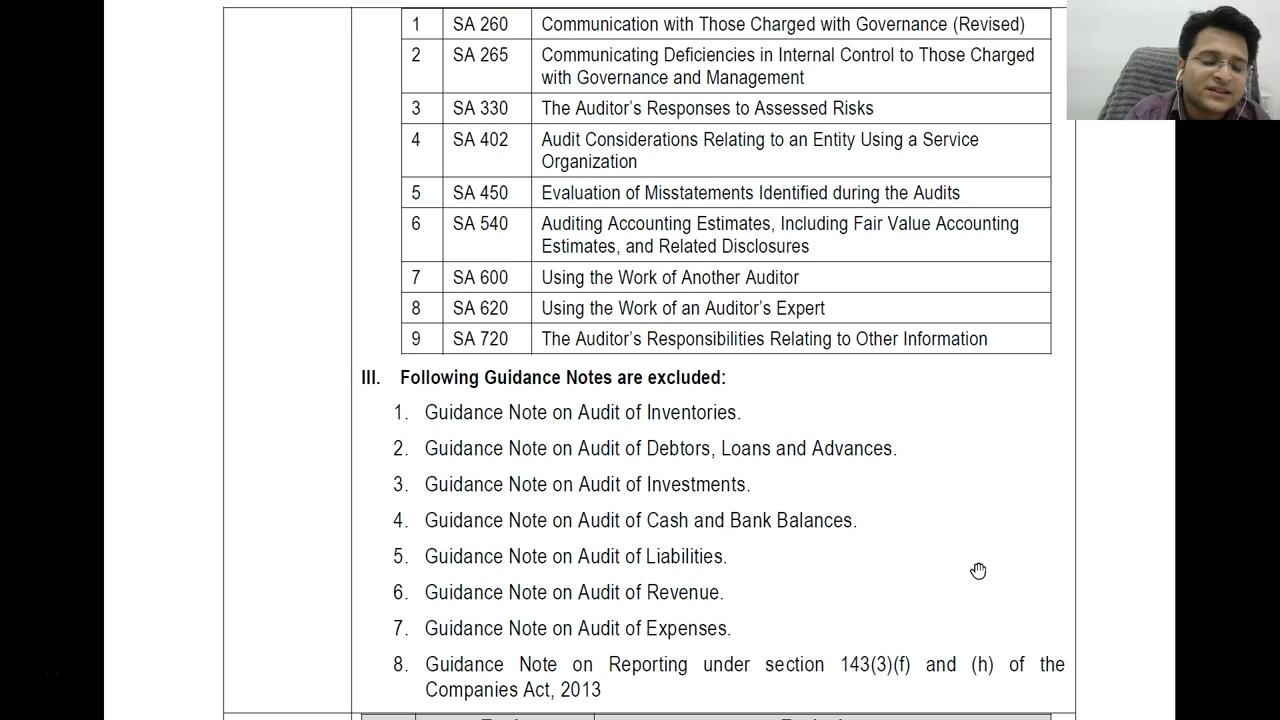 1 SA 260 Communication with Those Charged with Governance (Revised)
2 SA 265 Communicating Deficiencies in Internal Control to Those Charged
with Governance and Management
3 SA 330 The Auditor's Responses to Assessed Risks
4 SA 402 Audit Considerations Relating to an Entity Using a Service
Organization
5 SA 450 Evaluation of Misstatements Identified during the Audits
6 SA 540 Auditing Accounting Estimates, Including Fair Value Accounting
Estimates, and Related Disclosures
7 SA 600 Using the Work of Another Auditor
8 SA 620 Using the Work of an Auditor's Expert
9 SA 720 The Auditor's Responsibilities Relating to Other Information
III. Following Guidance Notes are excluded:
1. Guidance Note on Audit of Inventories.
2. Guidance Note on Audit of Debtors, Loans and Advances.
3. Guidance Note on Audit of Investments.
4. Guidance Note on Audit of Cash and Bank Balances.
5. Guidance Note on Audit of Liabilities.
6. Guidance Note on Audit of Revenue.
7. Guidance Note on Audit of Expenses.
8. Guidance Note on Reporting under section 143(3)(f) and (h) of the
Companies Act, 2013